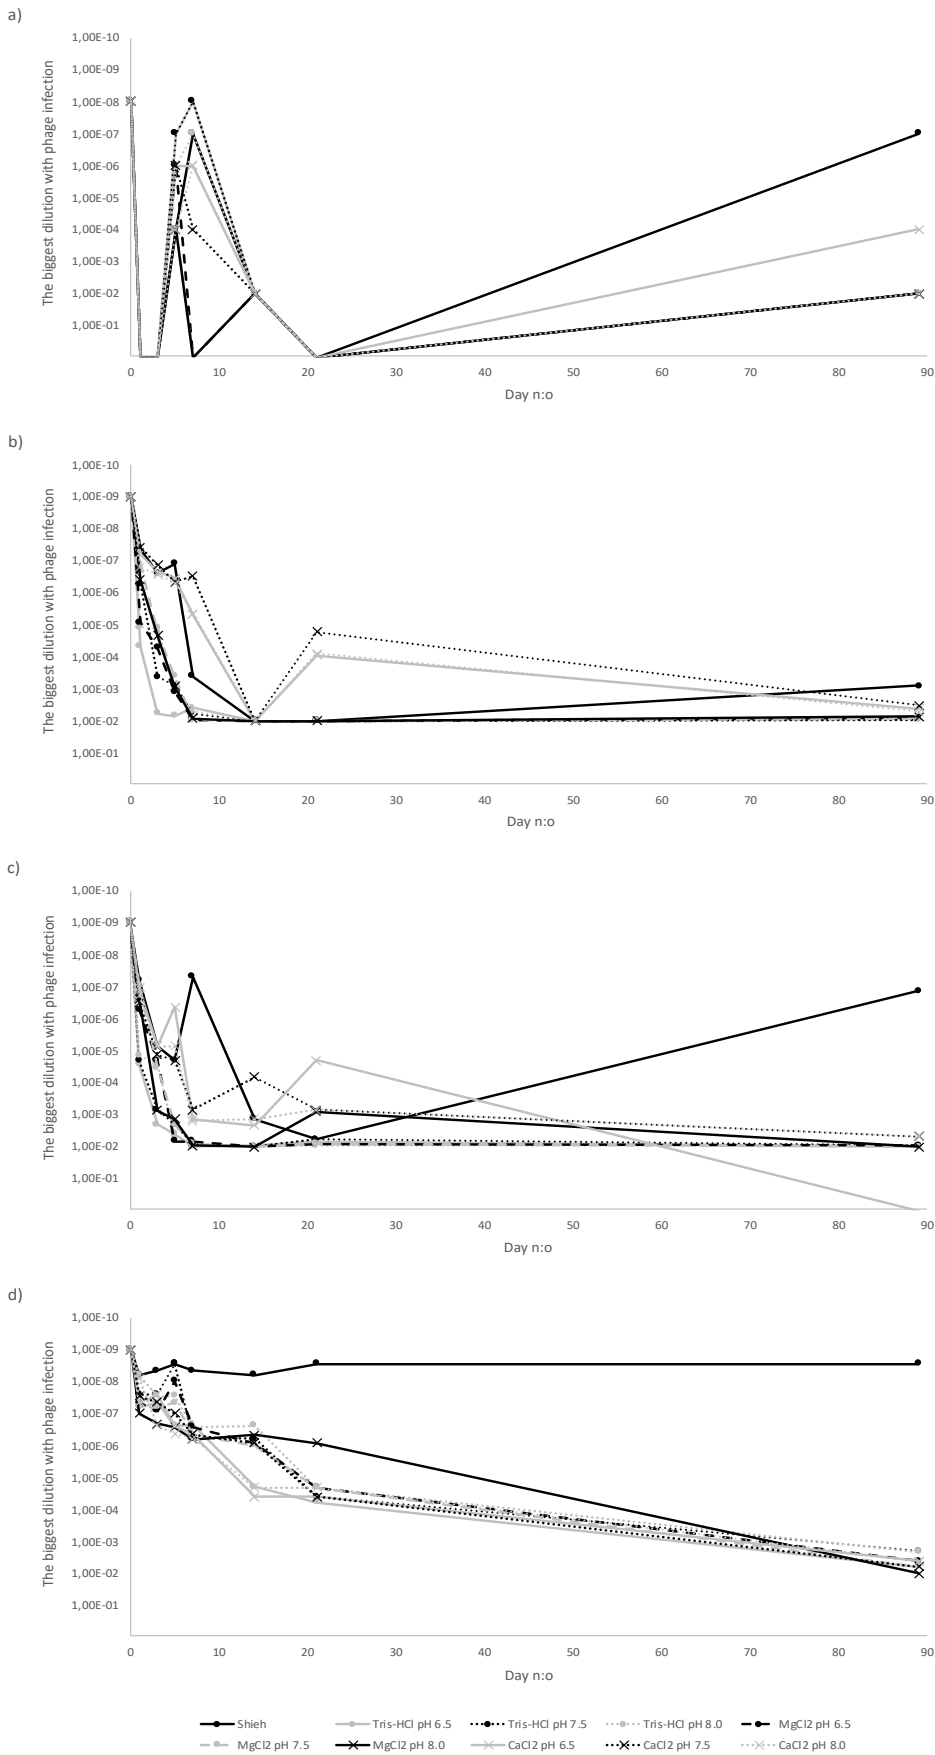 a)
The biggest dilution with phage infection
1,00E-10
1,00E-09
1,00E-08
1,00E-07
1,00E-06
1,00E-05
1,00E-04
1,00E-03
1,00E-02
1,00E-01
0 10 20 30 40 50 60 70 80 90
Day n:o
b)
The biggest dilution with phage infection
1,00E-10
1,00E-09
1,00E-08
1,00E-07
1,00E-06
1,00E-05
1,00E-04
1,00E-03
1,00E-02
1,00E-01
0 10 20 30 40 50 60 70 80 90
Day n:o
c)
The biggest dilution with phage infection
1,00E-10
1,00E-09
1,00E-08
1,00E-07
1,00E-06
1,00E-05
1,00E-04
1,00E-03
1,00E-02
1,00E-01
0 10 20 30 40 50 60 70 80 90
Day n:o
d)
The biggest dilution with phage infection
1,00E-10
1,00E-09
1,00E-08
1,00E-07
1,00E-06
1,00E-05
1,00E-04
1,00E-03
1,00E-02
1,00E-01
0 10 20 30 40 50 60 70 80 90
Day n:o
Shieh Tris-HCl pH 6.5 Tris-HCl pH 7.5 Tris-HCl pH 8.0 MgCl2 pH 6.5
MgCl2 pH 7.5 MgCl2 pH 8.0 CaCl2 pH 6.5 CaCl2 pH 7.5 CaCl2 pH 8.0